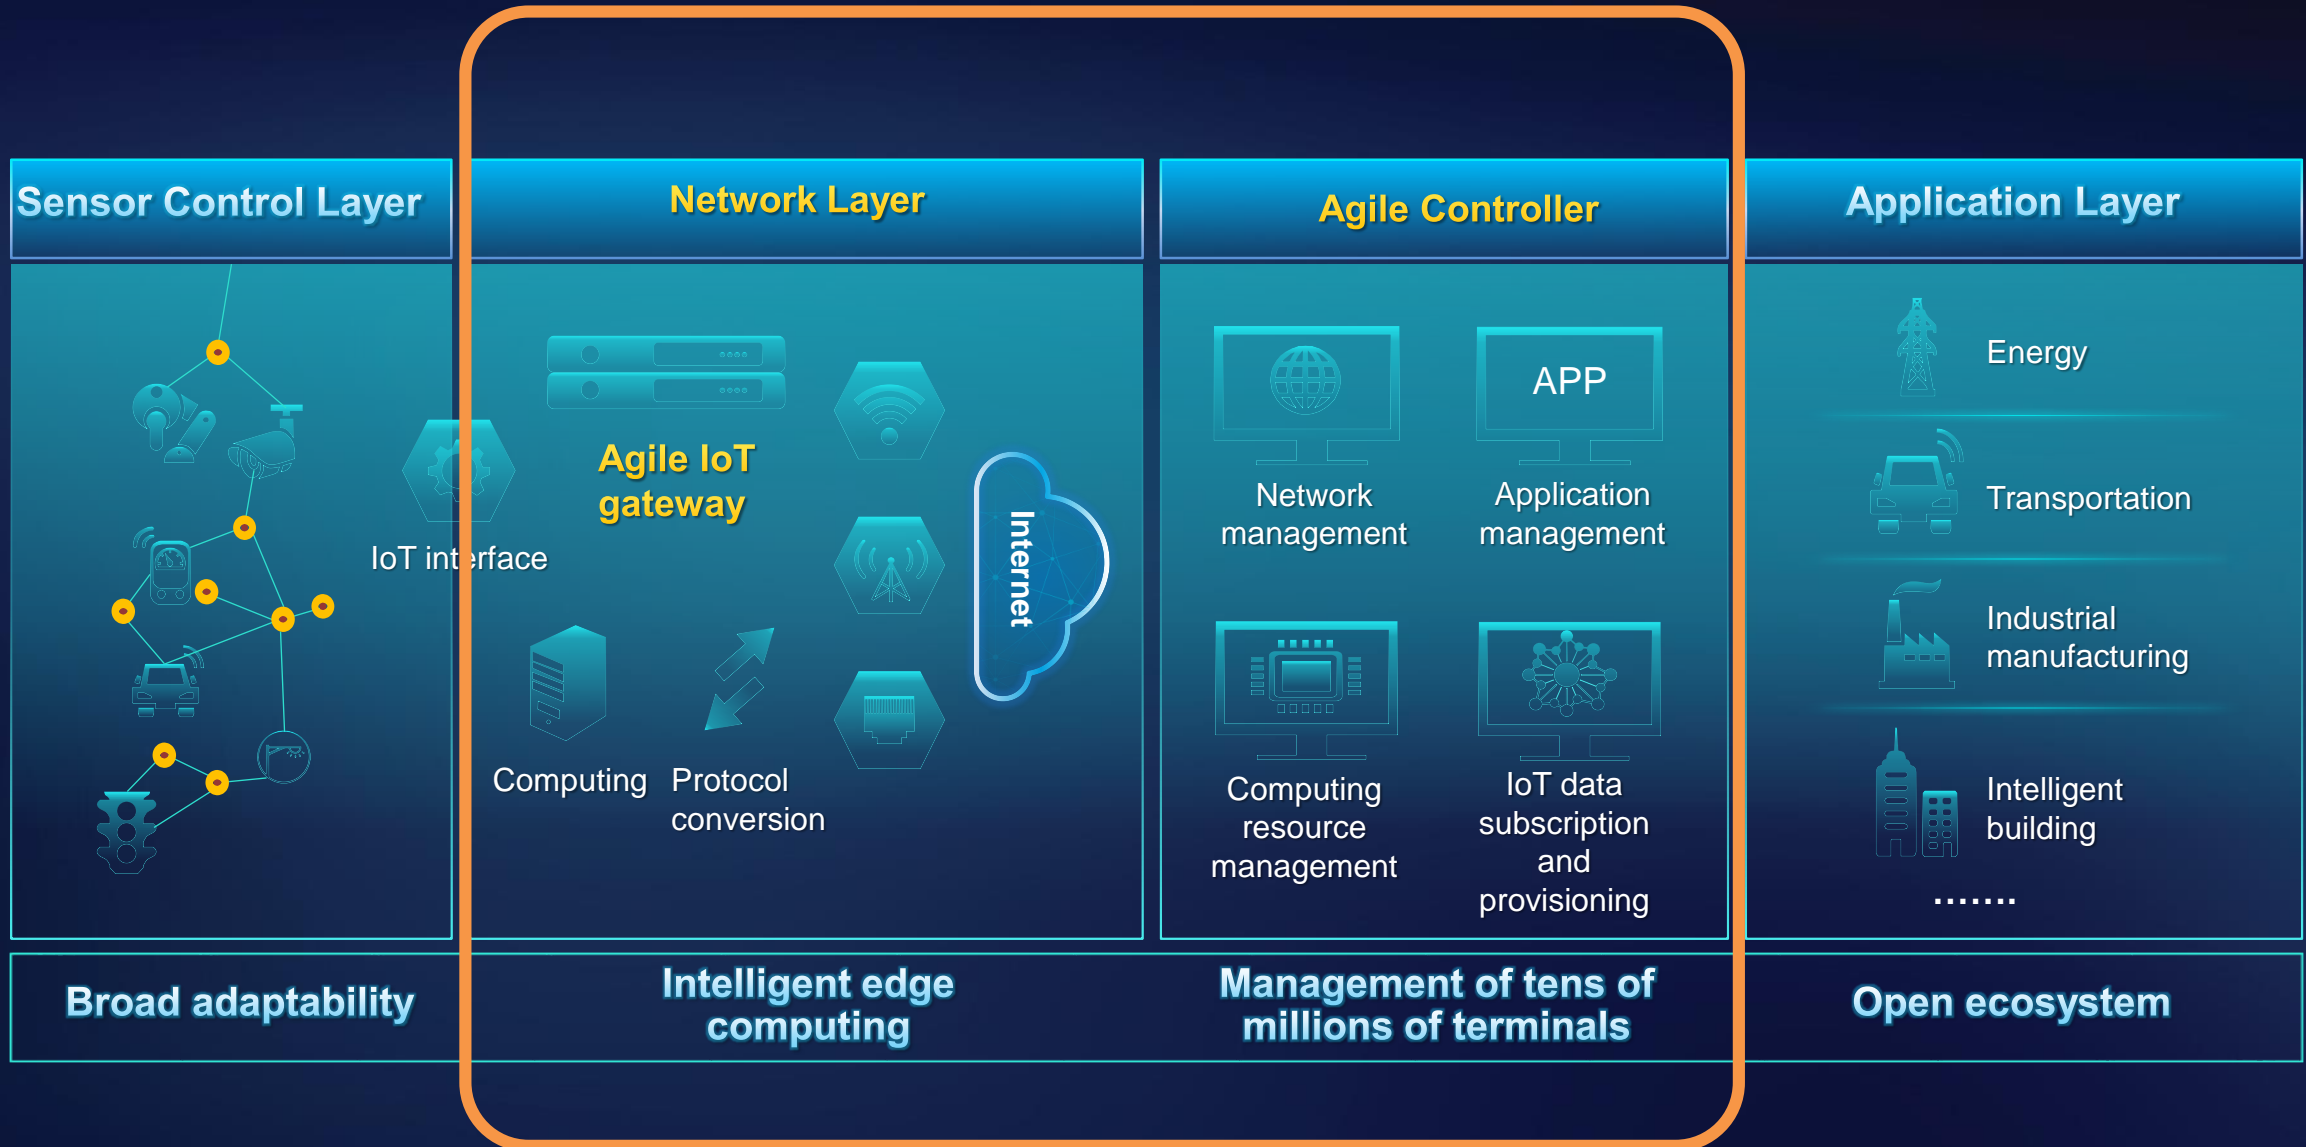 Sensor Control Layer
Network Layer
Agile Controller
Application Layer
IoT interface
Agile IoT
gateway
Computing
Protocol
conversion
Internet
Network
management
APP
Application
management
Computing
resource
management
IoT data
subscription
and
provisioning
Energy
Transportation
Industrial
manufacturing
Intelligent
building
.......
Broad adaptability
Intelligent edge
computing
Management of tens of
millions of terminals
Open ecosystem